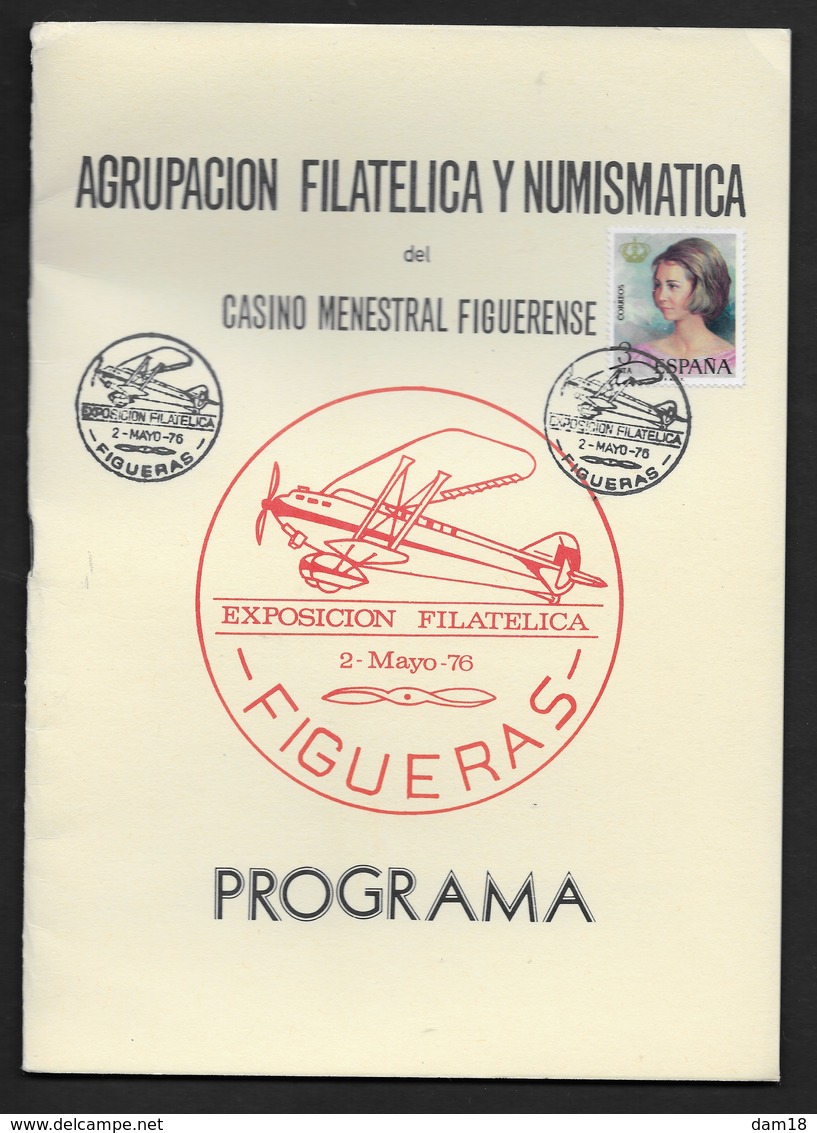 AGRUPACION FILATELICA Y NUMISMATICA
del
CASINO MENESTRAL FIGUERENSE
CORREOS
3
PTA
ESPAÑA
EXPOSICION FILATELICA
2-MAYO-76
-FIGUERAS-
EXPOSICION FILATELICA
2-MAYO-76
-FIGUERAS-
EXPOSICION FILATELICA
2-Mayo-76
-FIGUERAS-
PROGRAMA
www.delcampe.net
dam18